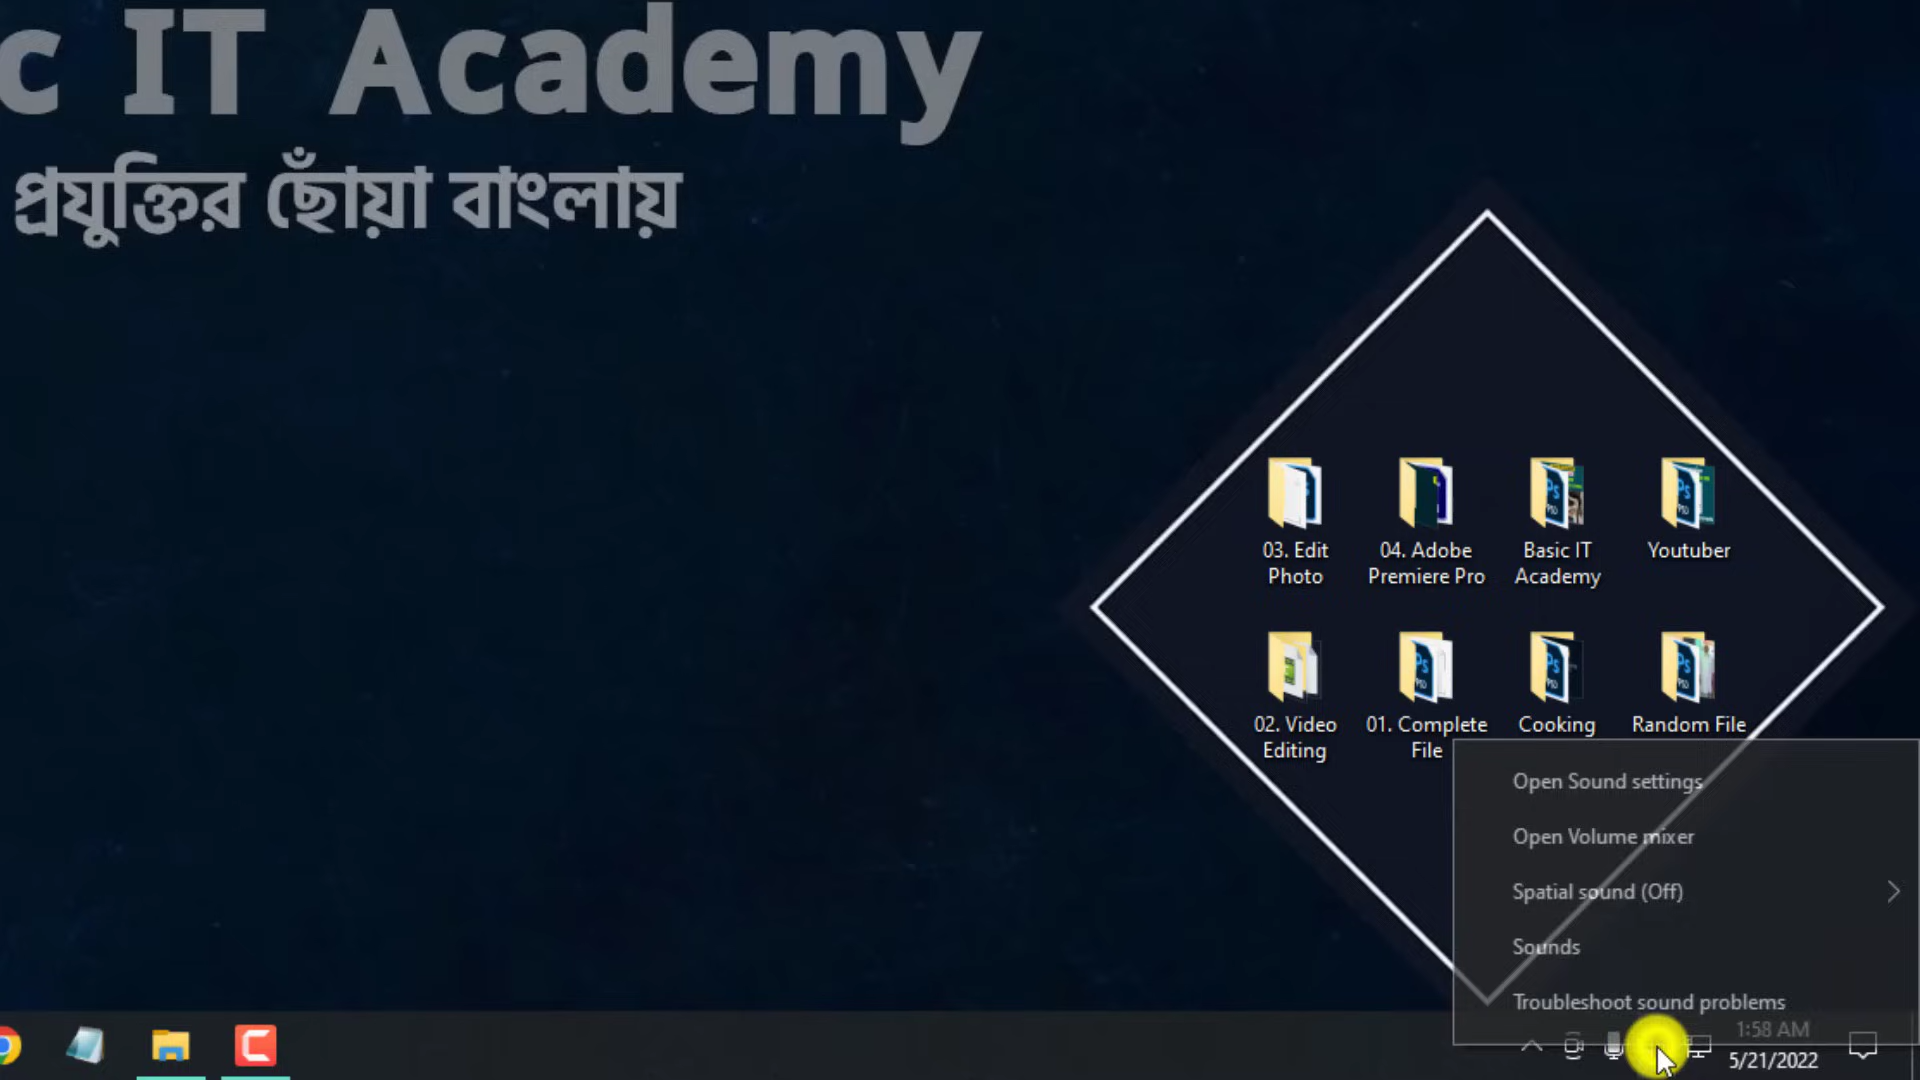 c IT Academy
প্রযুক্তির ছোঁয়া বাংলায়
03. Edit Photo
04. Adobe Premiere Pro
Basic IT Academy
Youtuber
02. Video Editing
01. Complete File
Cooking
Random File
Open Sound settings
Open Volume mixer
Spatial sound (Off)
Sounds
Troubleshoot sound problems
1:58 AM
5/21/2022